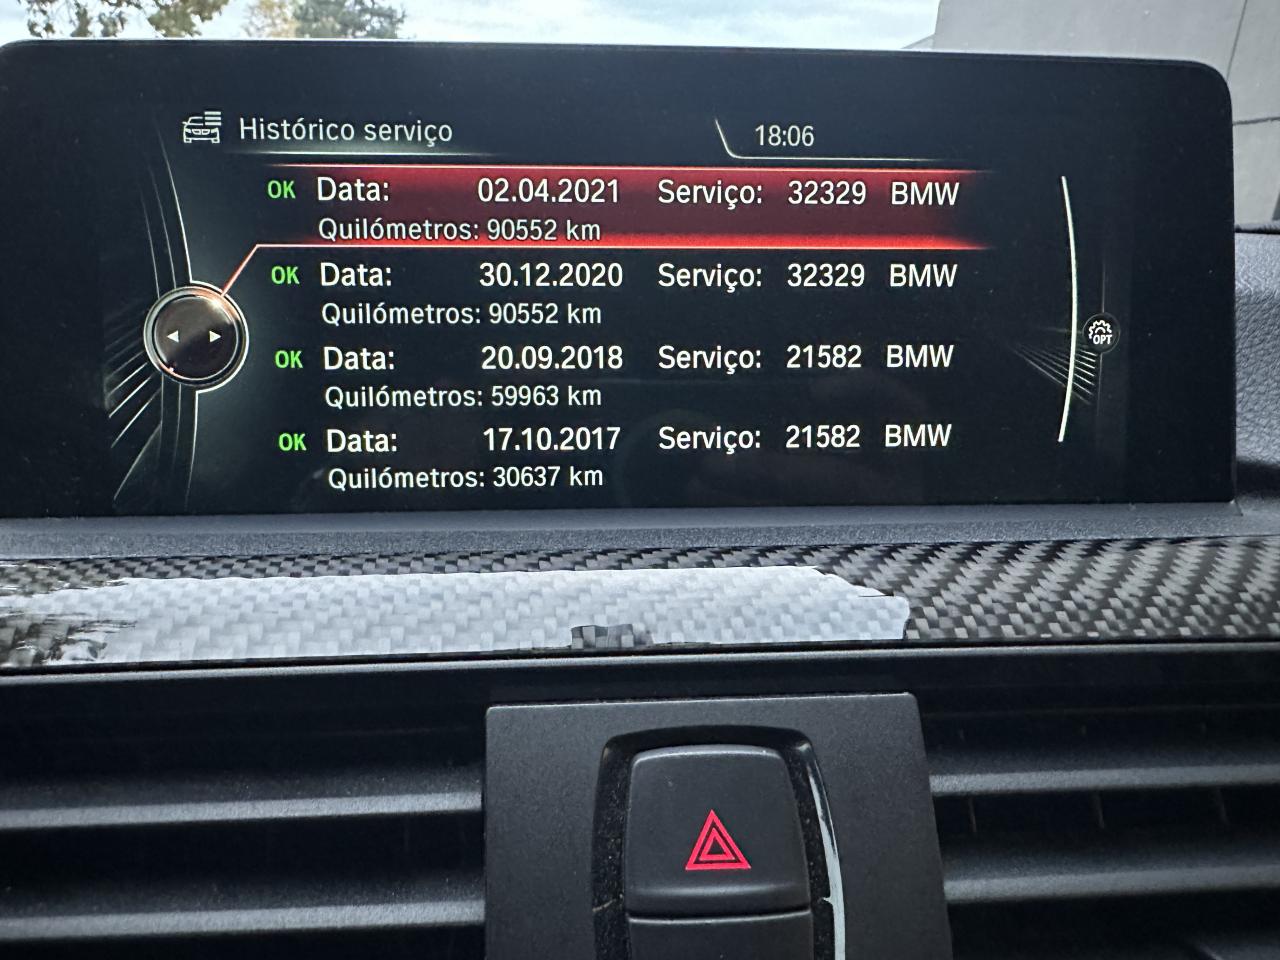 Histórico serviço 18:06
OK Data: 02.04.2021 Serviço: 32329 BMW
Quilómetros: 90552 km
OK Data: 30.12.2020 Serviço: 32329 BMW
Quilómetros: 90552 km
OK Data: 20.09.2018 Serviço: 21582 BMW
Quilómetros: 59963 km
OK Data: 17.10.2017 Serviço: 21582 BMW
Quilómetros: 30637 km
OPT